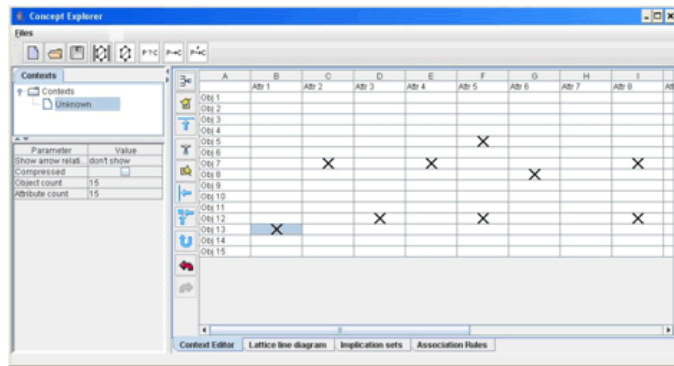 Concept Explorer
Files
P?C P→C P→C
Contexts
Contexts
Unknown
Parameter Value
Show arrow relati... don't show
Compressed
Object count 15
Attribute count 15
A B C D E F G H I
Attr 1 Attr 2 Attr 3 Attr 4 Attr 5 Attr 6 Attr 7 Attr 8
Obj 1
Obj 2
Obj 3
Obj 4
Obj 5
Obj 6
Obj 7
Obj 8
Obj 9
Obj 10
Obj 11
Obj 12
Obj 13
Obj 14
Obj 15
Context Editor Lattice line diagram Implication sets Association Rules